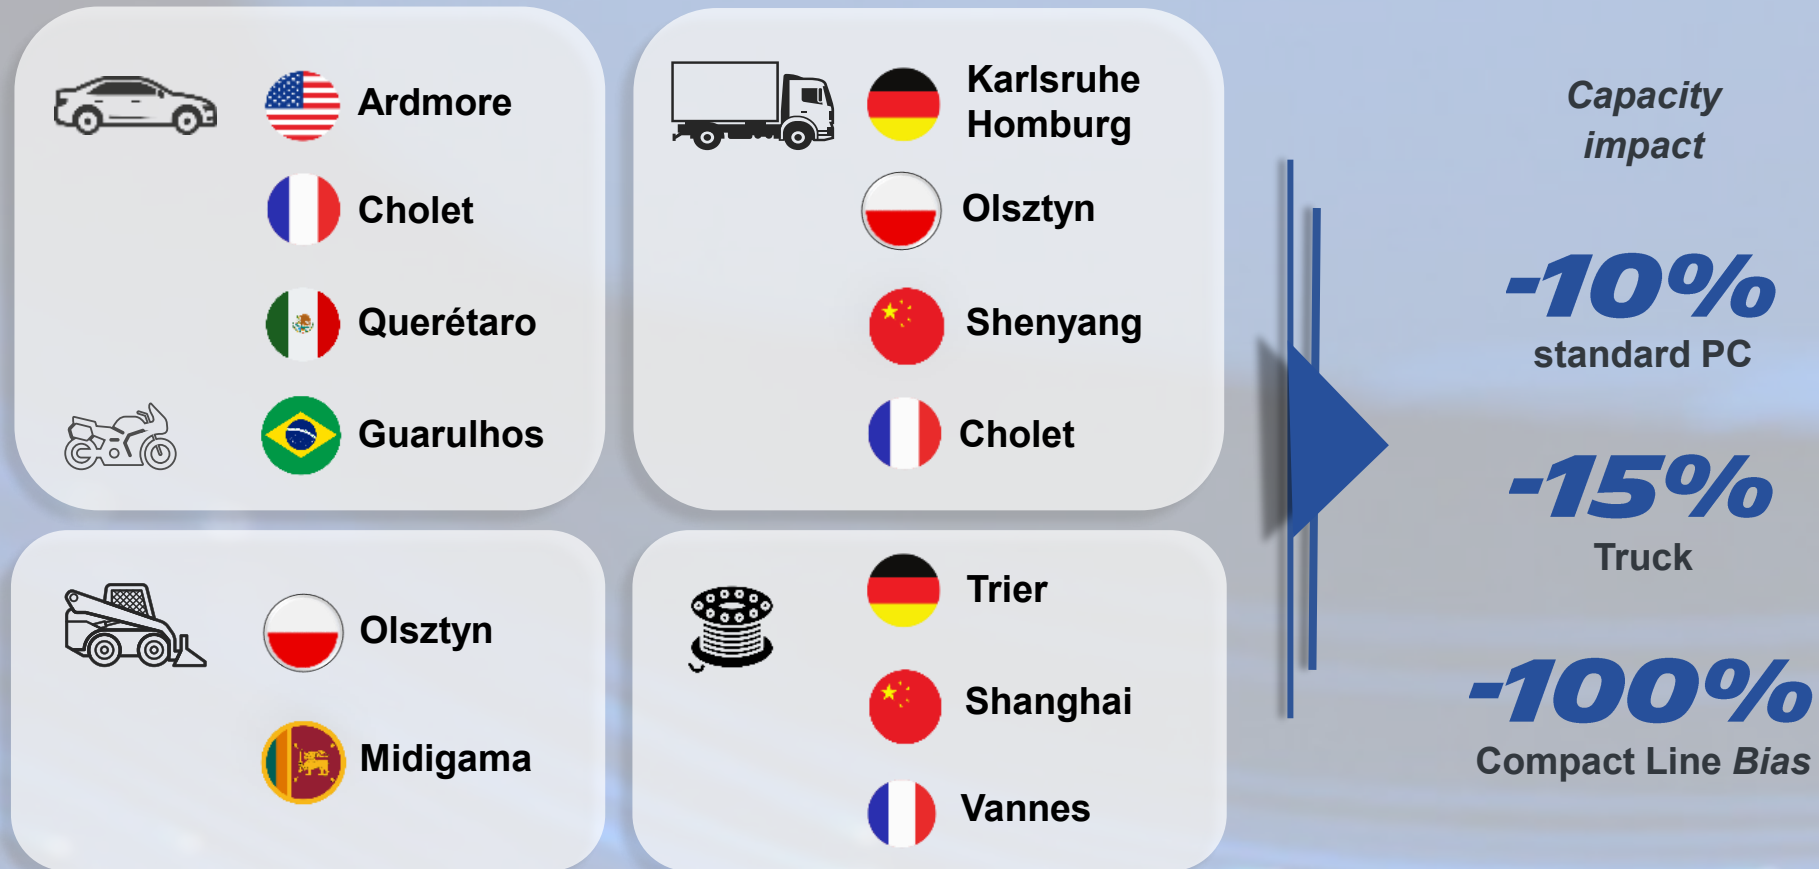 Ardmore
Cholet
Querétaro
Guarulhos
Karlsruhe
Homburg
Olsztyn
Shenyang
Cholet
Olsztyn
Midigama
Trier
Shanghai
Vannes
Capacity
impact
-10%
standard PC
-15%
Truck
-100%
Compact Line Bias